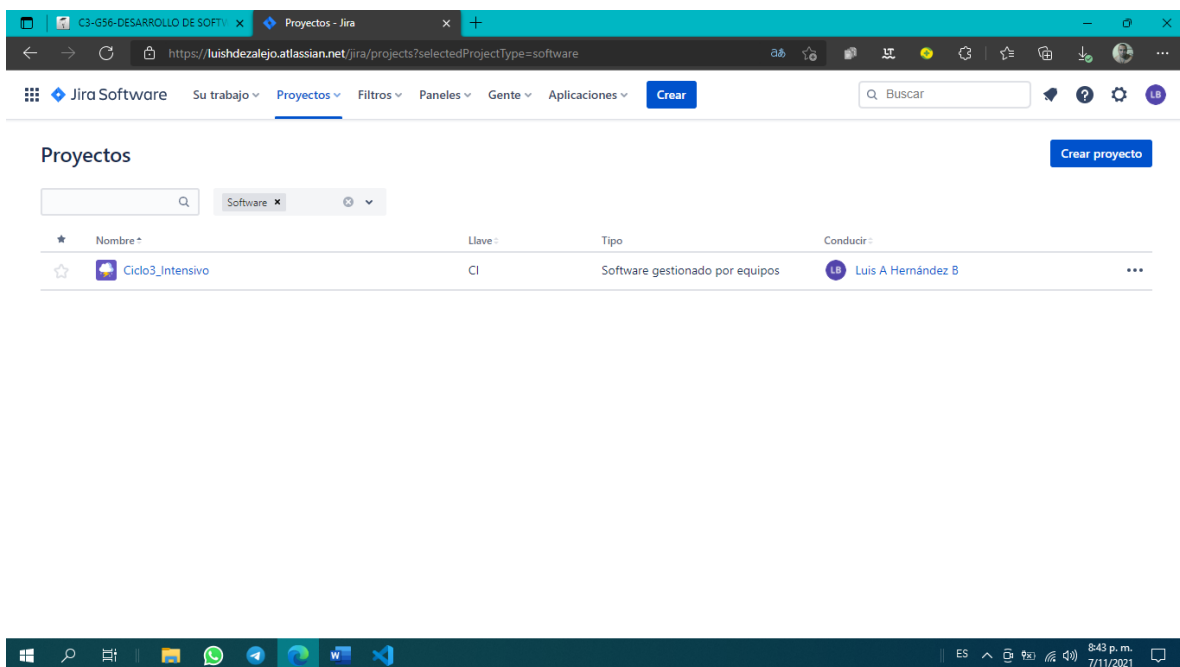 C3-G56-DESARROLLO DE SOFTW
Proyectos - Jira
https://luishdezalejo.atlassian.net/jira/projects?selectedProjectType=software
Jira Software Su trabajo Proyectos Filtros Paneles Gente Aplicaciones Crear Buscar LB
Proyectos Crear proyecto
Software
Nombre Llave Tipo Conducir
Ciclo3_Intensivo CI Software gestionado por equipos LB Luis A Hernández B
ES 8:43 p. m.
7/11/2021